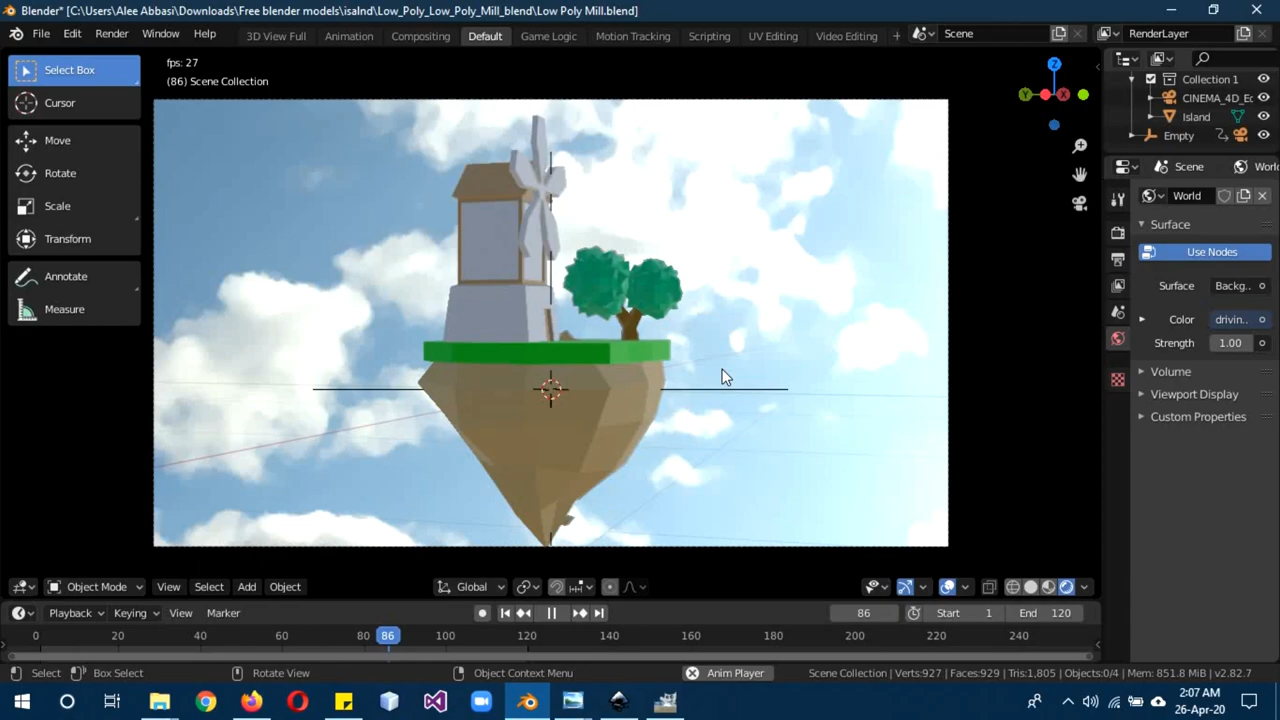 Blender* [C:\Users\Alee Abbasi\Downloads\Free blender models\isalnd\Low_Poly_Low_Poly_Mill_blend\Low Poly Mill.blend]
File Edit Render Window Help
3D View Full Animation Compositing Default Game Logic Motion Tracking Scripting UV Editing Video Editing +
Scene
RenderLayer
Select Box
Cursor
Move
Rotate
Scale
Transform
Annotate
Measure
fps: 27
(86) Scene Collection
Z
Y
X
Collection 1
CINEMA_4D_Ec
Island
Empty
Scene
Worl
World
Surface
Use Nodes
Surface Backg..
Color drivin..
Strength 1.00
Volume
Viewport Display
Custom Properties
Object Mode View Select Add Object
Global
Playback Keying View Marker
86
Start 1 End 120
0 20 40 60 80 86 100 120 140 160 180 200 220 240
Select Box Select Rotate View Object Context Menu
Anim Player
Scene Collection | Verts:927 | Faces:929 | Tris:1,805 | Objects:0/4 | Mem: 851.8 MiB | v2.82.7
2:07 AM
26-Apr-20